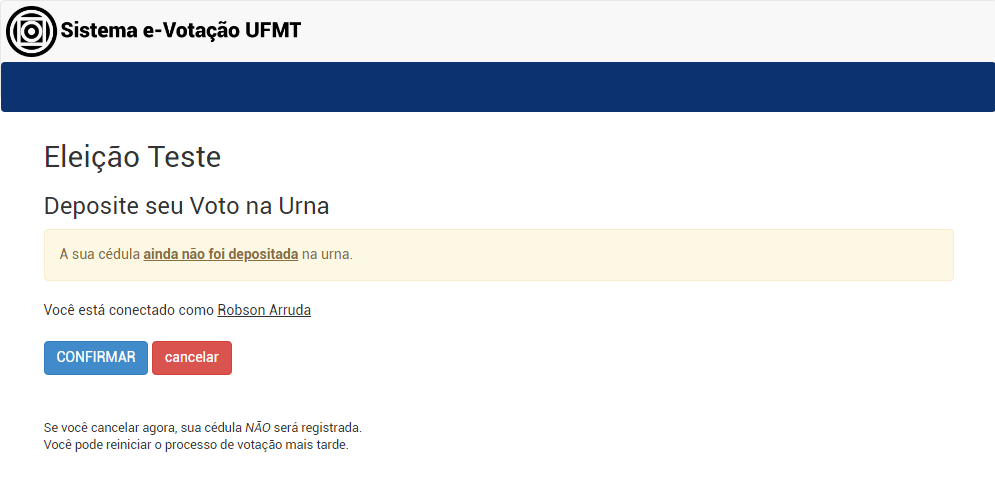 Sistema e-Votação UFMT
Eleição Teste
Deposite seu Voto na Urna
A sua cédula ainda não foi depositada na urna.
Você está conectado como Robson Arruda
CONFIRMAR cancelar
Se você cancelar agora, sua cédula NÃO será registrada.
Você pode reiniciar o processo de votação mais tarde.